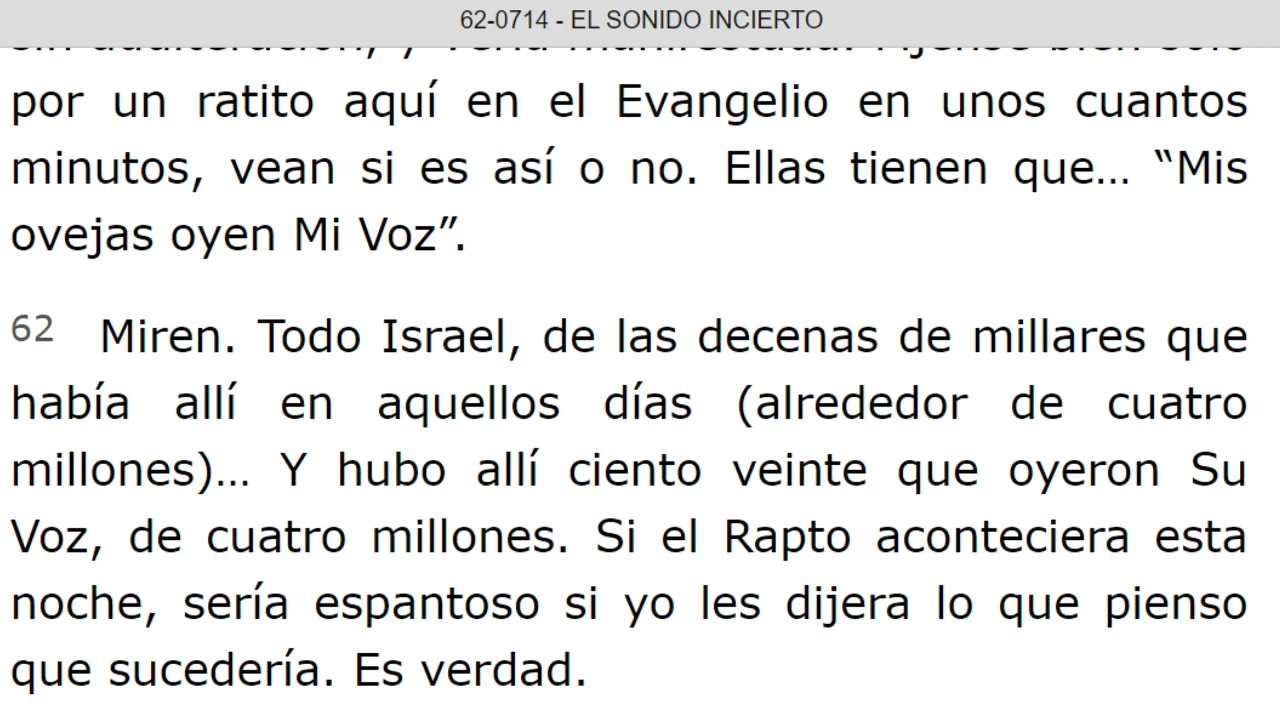 62-0714 - EL SONIDO INCIERTO
por un ratito aquí en el Evangelio en unos cuantos
minutos, vean si es así o no. Ellas tienen que… “Mis
ovejas oyen Mi Voz”.
62 Miren. Todo Israel, de las decenas de millares que
había allí en aquellos días (alrededor de cuatro
millones)… Y hubo allí ciento veinte que oyeron Su
Voz, de cuatro millones. Si el Rapto aconteciera esta
noche, sería espantoso si yo les dijera lo que pienso
que sucedería. Es verdad.